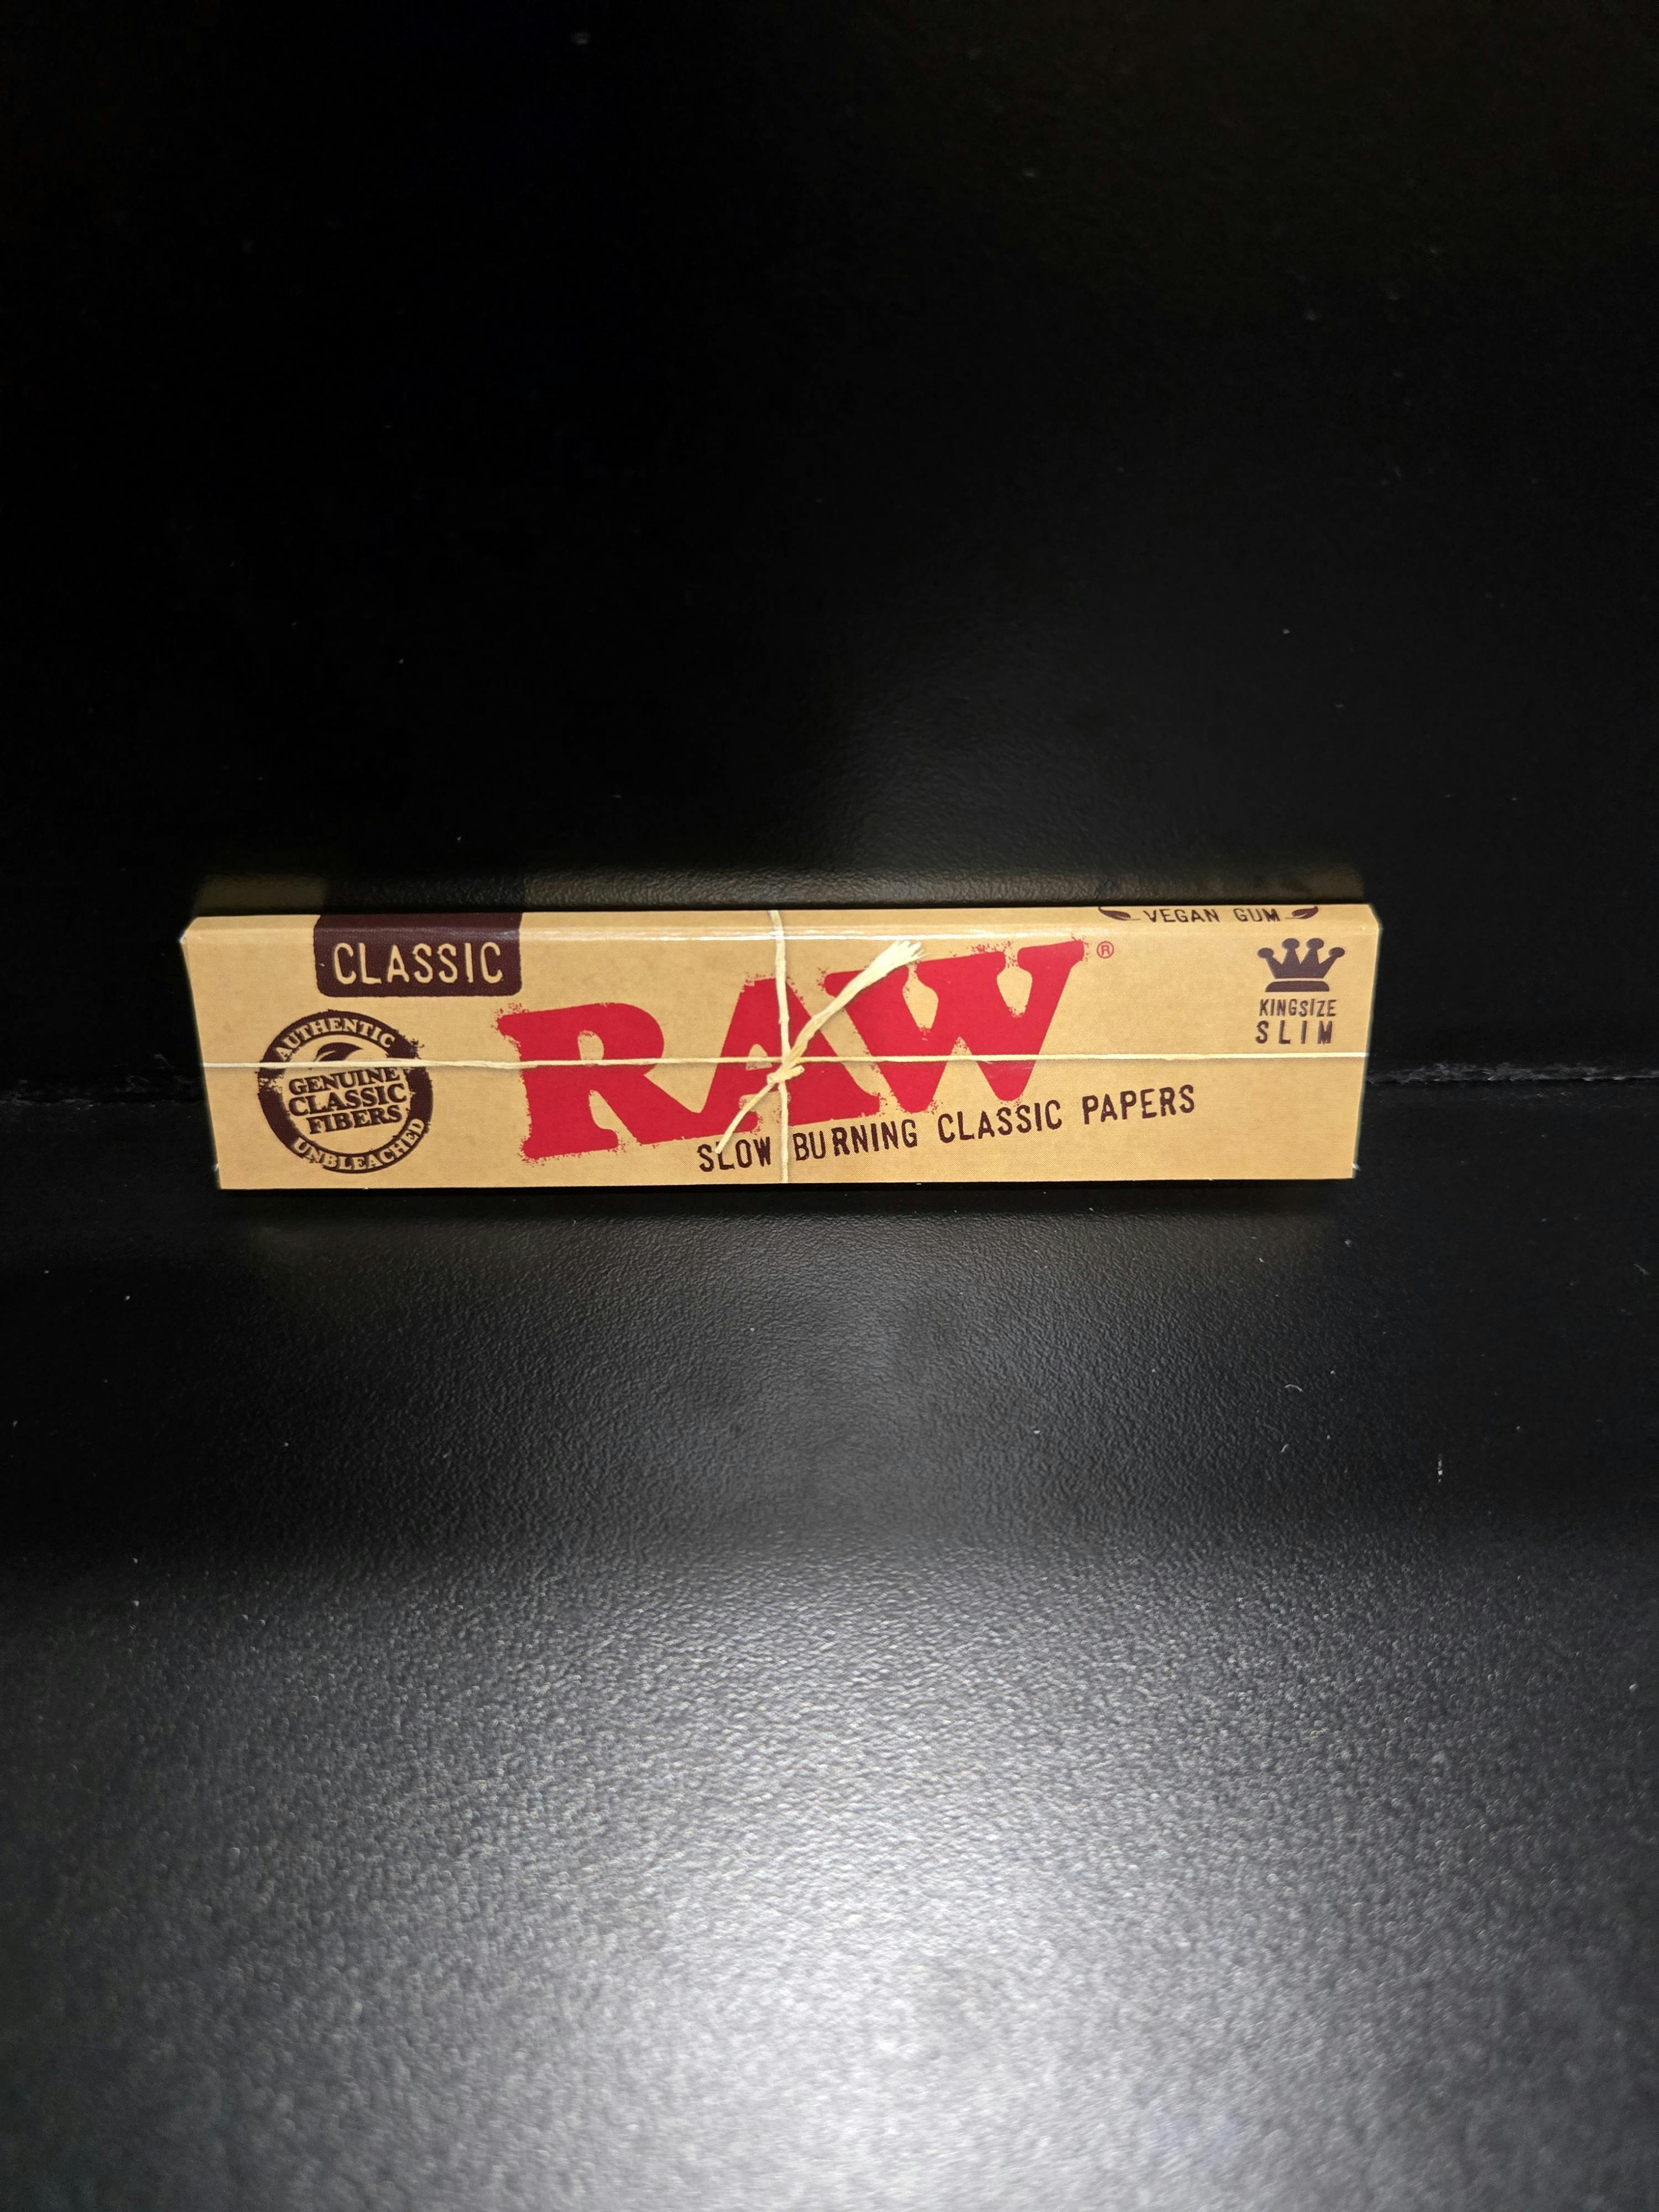 CLASSIC
VEGAN GUM
RAW®
KINGSIZE
SLIM
AUTHENTIC
GENUINE
CLASSIC
FIBERS
UNBLEACHED
SLOW BURNING CLASSIC PAPERS